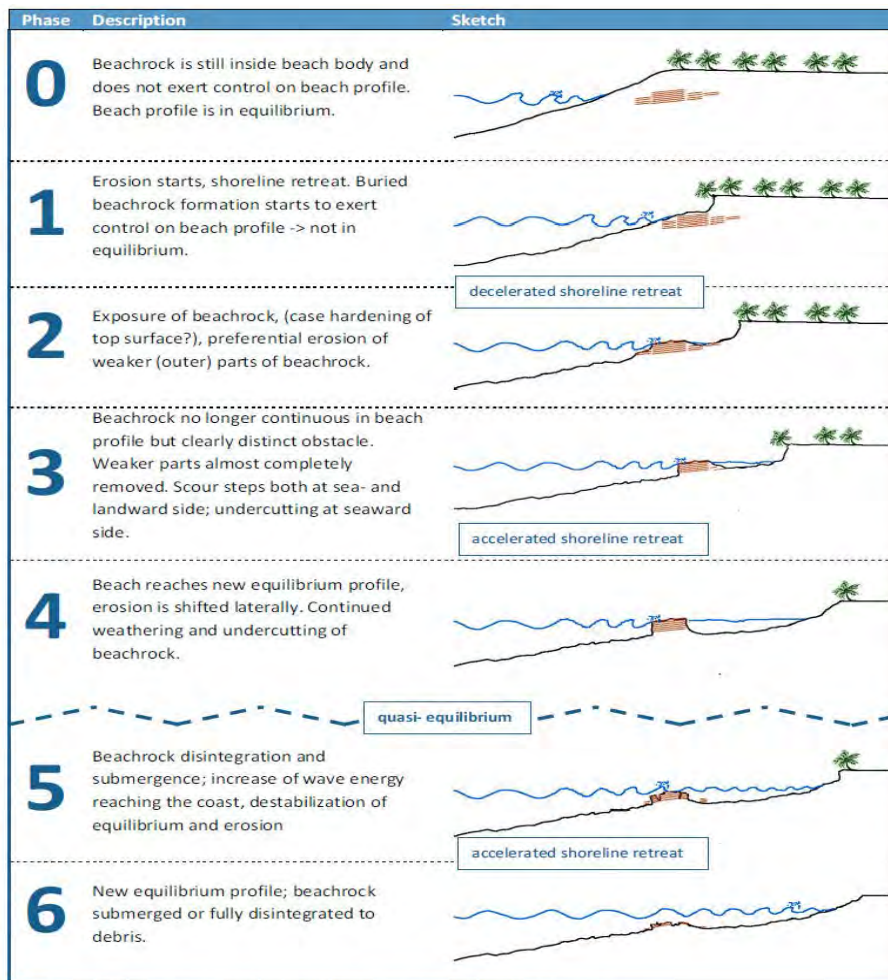 Phase Description Sketch
0
Beachrock is still inside beach body and
does not exert control on beach profile.
Beach profile is in equilibrium.
1
Erosion starts, shoreline retreat. Buried
beachrock formation starts to exert
control on beach profile -> not in
equilibrium.
decelerated shoreline retreat
2
Exposure of beachrock, (case hardening of
top surface?), preferential erosion of
weaker (outer) parts of beachrock.
3
Beachrock no longer continuous in beach
profile but clearly distinct obstacle.
Weaker parts almost completely
removed. Scour steps both at sea- and
landward side; undercutting at seaward
side.
accelerated shoreline retreat
4
Beach reaches new equilibrium profile,
erosion is shifted laterally. Continued
weathering and undercutting of
beachrock.
quasi- equilibrium
5
Beachrock disintegration and
submergence; increase of wave energy
reaching the coast, destabilization of
equilibrium and erosion
accelerated shoreline retreat
6
New equilibrium profile; beachrock
submerged or fully disintegrated to
debris.